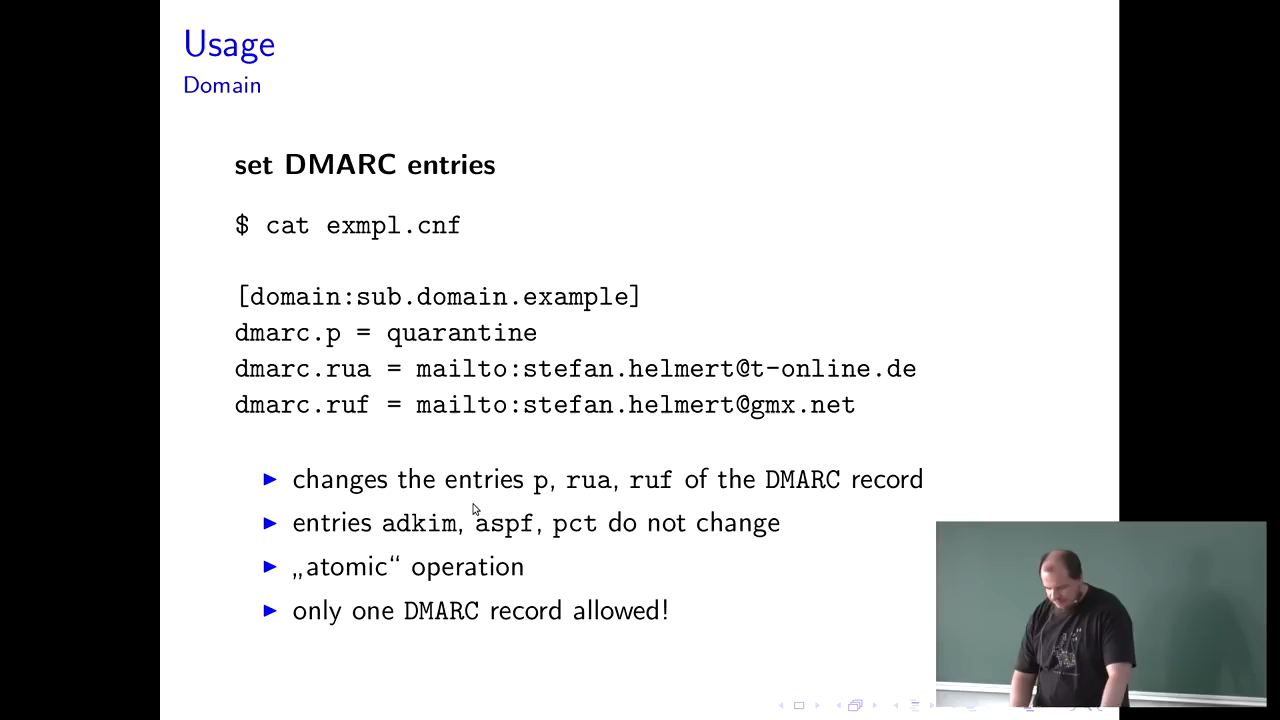 Usage
Domain
set DMARC entries
$ cat exmpl.cnf
[domain:sub.domain.example]
dmarc.p = quarantine
dmarc.rua = mailto:stefan.helmert@t-online.de
dmarc.ruf = mailto:stefan.helmert@gmx.net
▶ changes the entries p, rua, ruf of the DMARC record
▶ entries adkim, aspf, pct do not change
▶ „atomic“ operation
▶ only one DMARC record allowed!